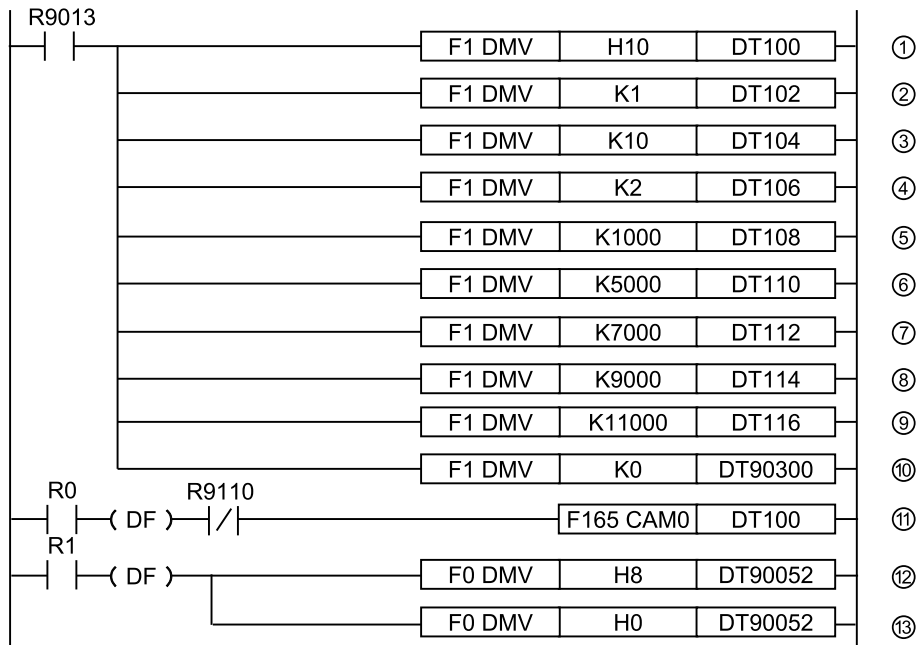 R9013
F1 DMV H10 DT100 ①
F1 DMV K1 DT102 ②
F1 DMV K10 DT104 ③
F1 DMV K2 DT106 ④
F1 DMV K1000 DT108 ⑤
F1 DMV K5000 DT110 ⑥
F1 DMV K7000 DT112 ⑦
F1 DMV K9000 DT114 ⑧
F1 DMV K11000 DT116 ⑨
F1 DMV K0 DT90300 ⑩
R0 R9110
( DF ) F165 CAM0 DT100 ⑪
R1
( DF ) F0 DMV H8 DT90052 ⑫
F0 DMV H0 DT90052 ⑬